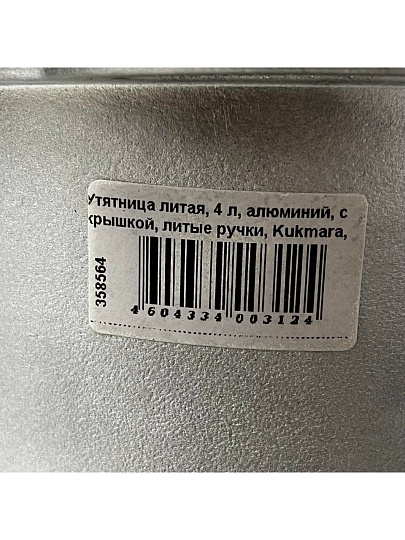 Утятница литая, 4 л, алюминий, с
крышкой, литые ручки, Kukmara,
358564
4 604334 003124